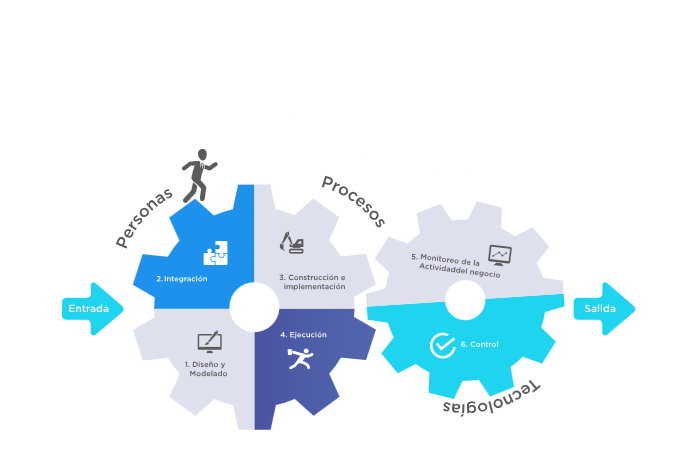 Personas
Procesos
2. Integración
3. Construcción e
implementación
5. Monitoreo de la
Actividaddel negocio
Entrada
Salida
1. Diseño y
Modelado
4. Ejecución
6. Control
Tecnologías